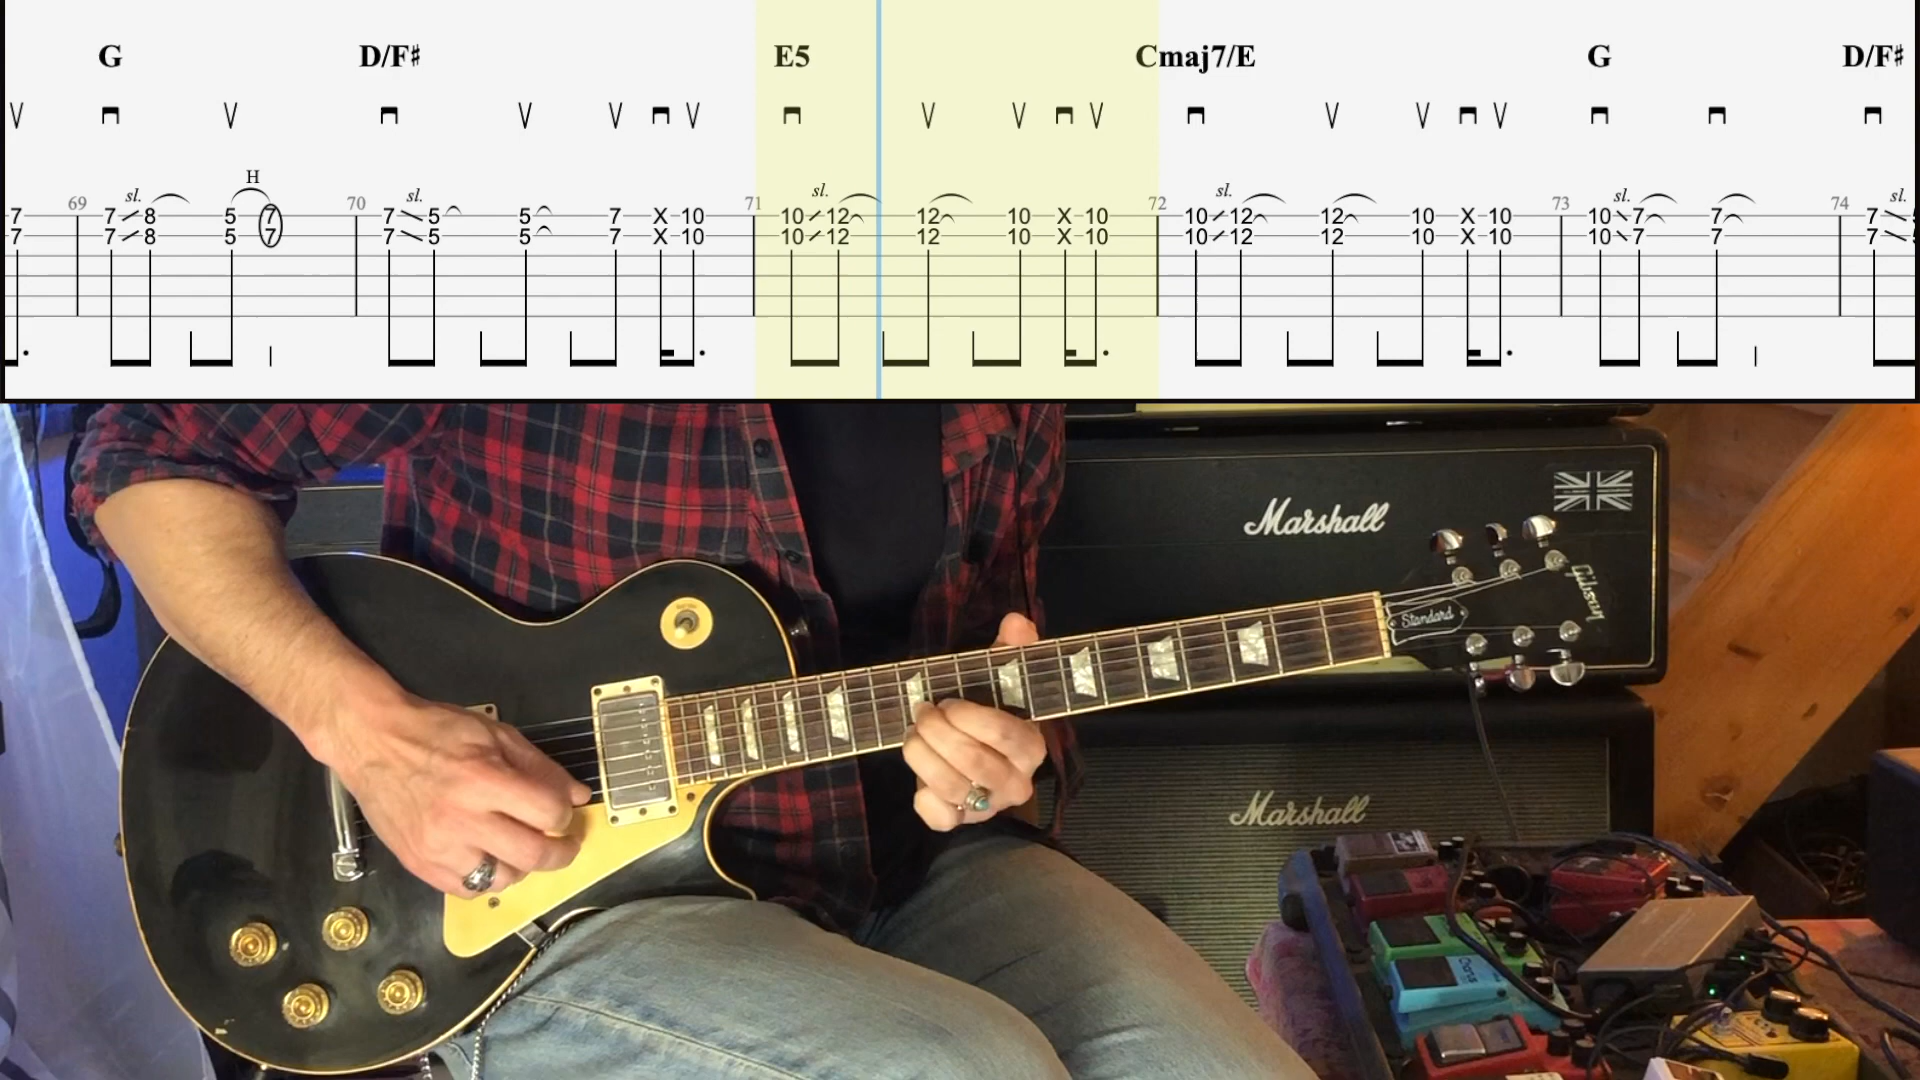 G D/F♯ E5 Cmaj7/E G D/F♯
V V V V V V V V V V V V
H
sl. sl. sl. sl. sl. sl.
69 70 71 72 73 74
7 7 8 5 7 7 5 5 7 X 10 10 12 12 10 X 10 10 12 12 10 X 10 10 7 7 7
7 7 8 5 7 7 5 5 7 X 10 10 12 12 10 X 10 10 12 12 10 X 10 10 7 7 7
Marshall
Gibson
Standard
Marshall
Chorus